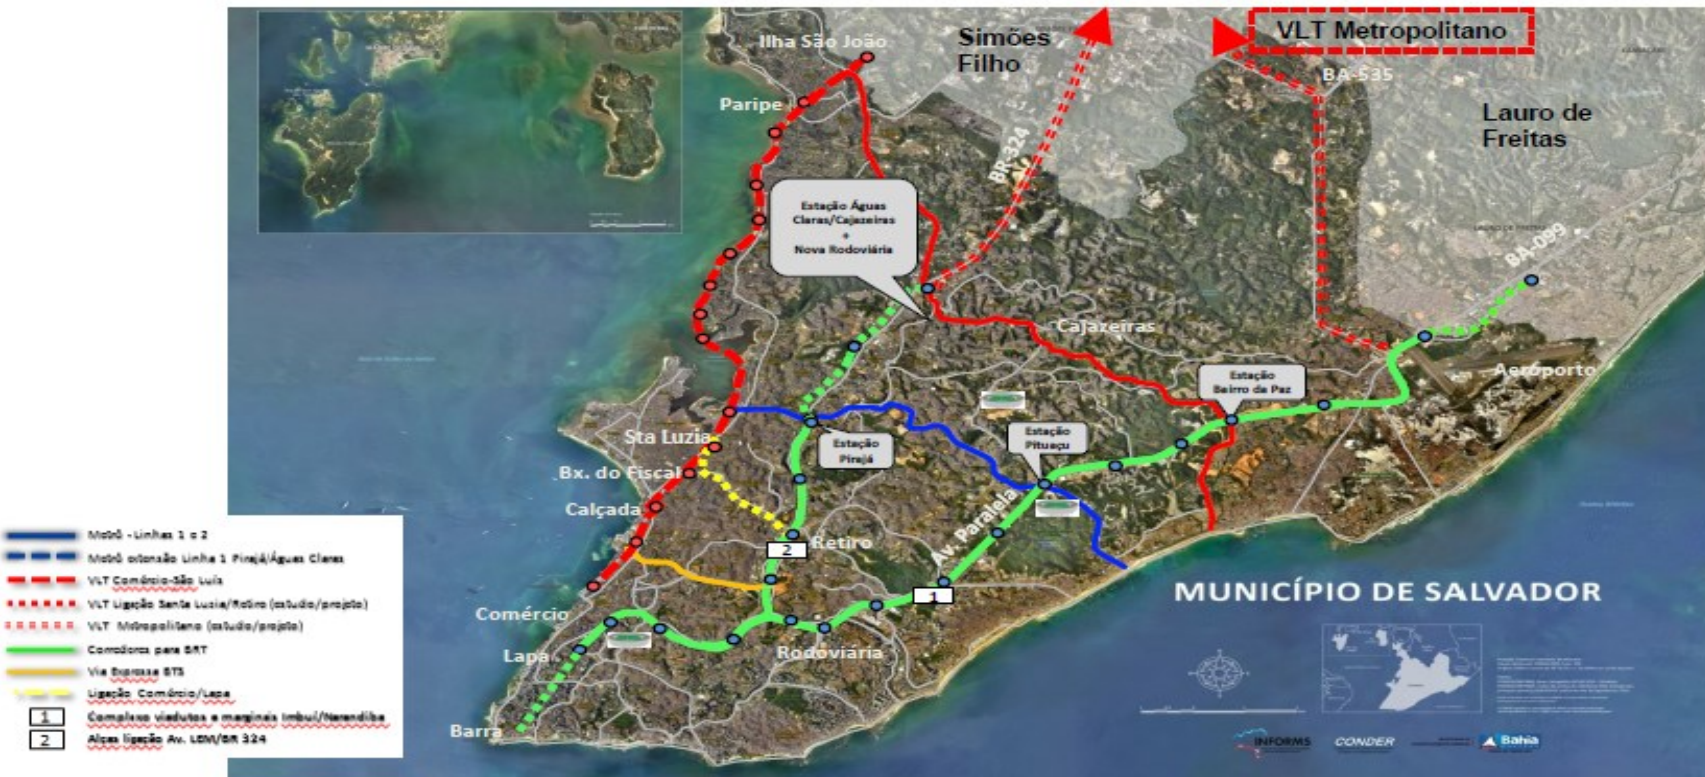 Ilha São João
Simões
Filho
VLT Metropolitano
BA-535
Paripe
Lauro de
Freitas
BR-324
Estação Águas
Claras/Cajazeiras
+
Nova Rodoviária
BA-099
Cajazeiras
Aeroporto
Estação
Bairro da Paz
Sta Luzia
Estação
Pirajá
Estação
Pituaçu
Bx. do Fiscal
Calçada
Av. Paralela
2
Retiro
1
Comércio
Lapa
Rodoviária
Barra
MUNICÍPIO DE SALVADOR
Metrô - Linhas 1 e 2
Metrô extensão Linha 1 Pirajá/Águas Claras
VLT Comércio-São Luís
VLT Ligação Santa Luzia/Retiro (estudo/projeto)
VLT Metropolitano (estudo/projeto)
Corredores para BRT
Via Expressa BTS
Ligação Comércio/Lapa
1 Complexo viadutos e marginais Imbuí/Narandiba
2 Alças ligação Av. LEM/BR 324
INFORMS
CONDER
Bahia